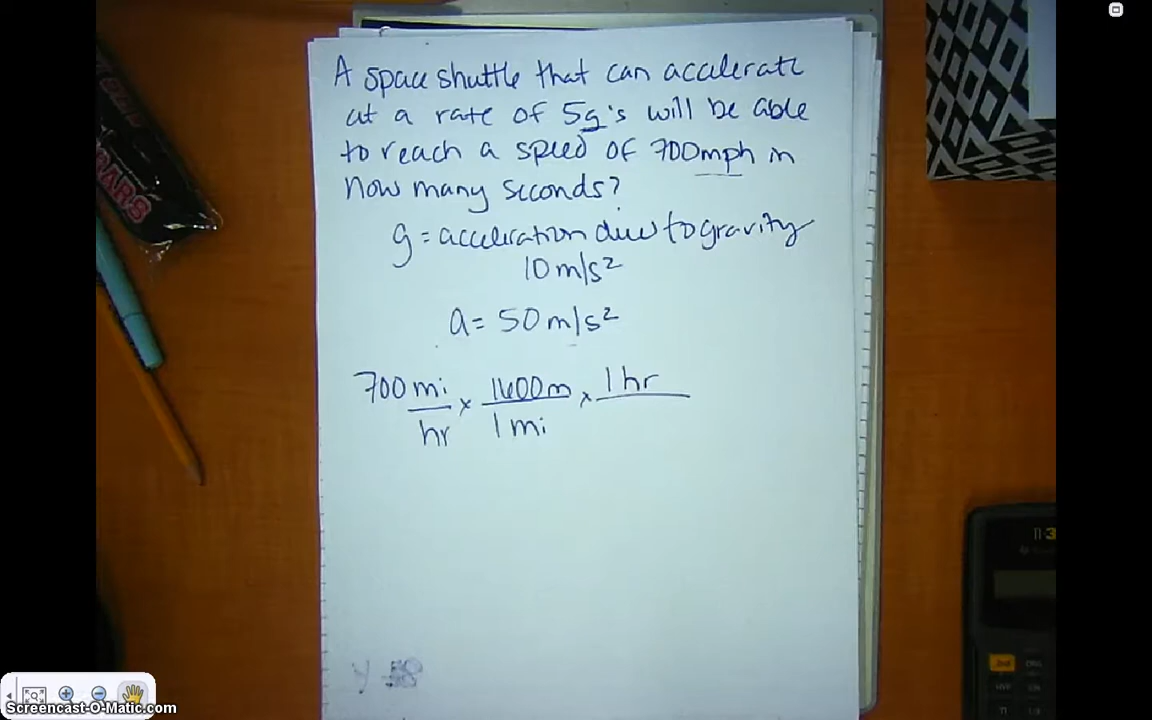 A space shuttle that can accelerate
at a rate of 5g's will be able
to reach a speed of 700mph in
how many seconds?
g = acceleration due to gravity
10 m/s²
a = 50 m/s²
700 mi/hr × 1600m/1 mi × 1 hr/
SCREENCAST-O-MATIC.com